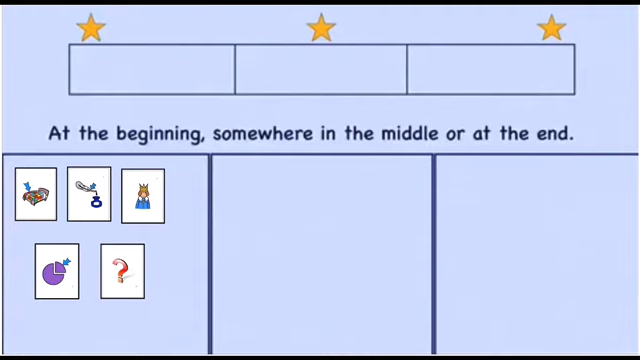 At the beginning, somewhere in the middle or at the end.
?